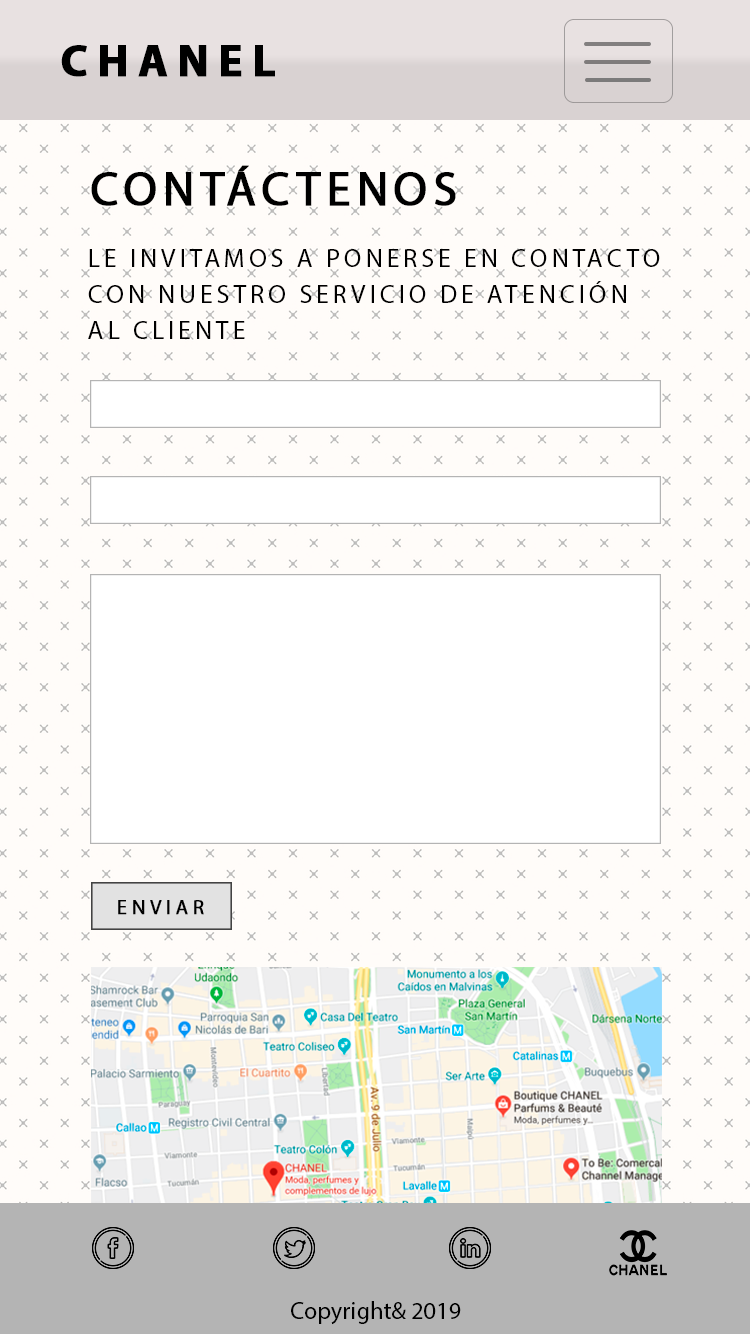 CHANEL
CONTÁCTENOS
LE INVITAMOS A PONERSE EN CONTACTO
CON NUESTRO SERVICIO DE ATENCIÓN
AL CLIENTE
ENVIAR
Udaondo
Monumento a los
Caídos en Malvinas
Shamrock Bar
asement Club
Plaza General
San Martín
Parroquia San
Nicolás de Bari
Casa Del Teatro
San Martín M
Dársena Norte
ateneo
endid
Teatro Coliseo
Catalinas M
Palacio Sarmiento
El Cuartito
Montevideo
Libertad
Ser Arte
Buquebus
Paraguay
Av. 9 de Julio
Boutique CHANEL
Parfums & Beauté
Moda, perfumes y...
Callao M
Registro Civil Central
Maipú
Viamonte
Teatro Colón
Viamonte
Flacso
Tucumán
CHANEL
Moda, perfumes y
complementos de lujo
Tucumán
Lavalle M
To Be: Comercal
Channel Manage
CHANEL
Copyright& 2019